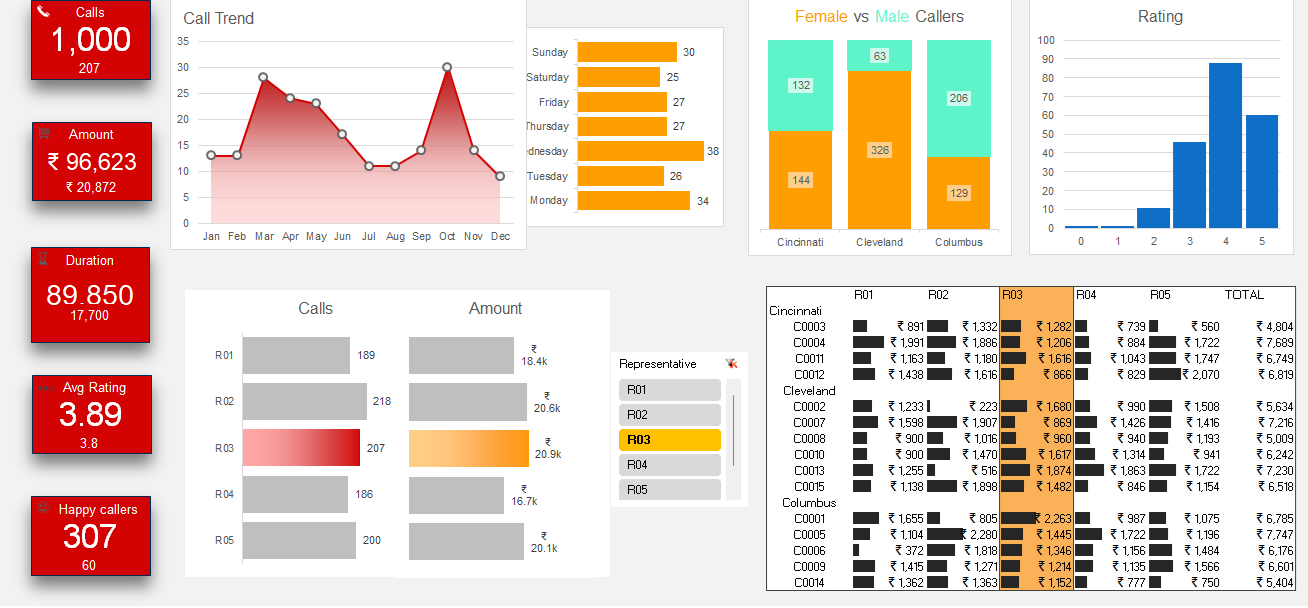 Calls
1,000
207
Amount
₹ 96,623
₹ 20,872
Duration
89,850
17,700
Avg Rating
3.89
3.8
Happy callers
307
60
Call Trend
35
30
25
20
15
10
5
0
Jan Feb Mar Apr May Jun Jul Aug Sep Oct Nov Dec
Sunday 30
Saturday 25
Friday 27
Thursday 27
dnesday 38
Tuesday 26
Monday 34
Female vs Male Callers
132 63 206
144 326 129
Cincinnati Cleveland Columbus
Rating
100
90
80
70
60
50
40
30
20
10
0
0 1 2 3 4 5
Calls Amount
R01 189 ₹ 18.4k
R02 218 ₹ 20.6k
R03 207 ₹ 20.9k
R04 186 ₹ 16.7k
R05 200 ₹ 20.1k
Representative
R01
R02
R03
R04
R05
R01 R02 R03 R04 R05 TOTAL
Cincinnati
C0003 ₹ 891 ₹ 1,332 ₹ 1,282 ₹ 739 ₹ 560 ₹ 4,804
C0004 ₹ 1,991 ₹ 1,886 ₹ 1,206 ₹ 884 ₹ 1,722 ₹ 7,689
C0011 ₹ 1,163 ₹ 1,180 ₹ 1,616 ₹ 1,043 ₹ 1,747 ₹ 6,749
C0012 ₹ 1,438 ₹ 1,616 ₹ 866 ₹ 829 ₹ 2,070 ₹ 6,819
Cleveland
C0002 ₹ 1,233 ₹ 223 ₹ 1,680 ₹ 990 ₹ 1,508 ₹ 5,634
C0007 ₹ 1,598 ₹ 1,907 ₹ 869 ₹ 1,426 ₹ 1,416 ₹ 7,216
C0008 ₹ 900 ₹ 1,016 ₹ 960 ₹ 940 ₹ 1,193 ₹ 5,009
C0010 ₹ 900 ₹ 1,470 ₹ 1,617 ₹ 1,314 ₹ 941 ₹ 6,242
C0013 ₹ 1,255 ₹ 516 ₹ 1,874 ₹ 1,863 ₹ 1,722 ₹ 7,230
C0015 ₹ 1,138 ₹ 1,898 ₹ 1,482 ₹ 846 ₹ 1,154 ₹ 6,518
Columbus
C0001 ₹ 1,655 ₹ 805 ₹ 2,263 ₹ 987 ₹ 1,075 ₹ 6,785
C0005 ₹ 1,104 ₹ 2,280 ₹ 1,445 ₹ 1,722 ₹ 1,196 ₹ 7,747
C0006 ₹ 372 ₹ 1,818 ₹ 1,346 ₹ 1,156 ₹ 1,484 ₹ 6,176
C0009 ₹ 1,415 ₹ 1,271 ₹ 1,214 ₹ 1,135 ₹ 1,566 ₹ 6,601
C0014 ₹ 1,362 ₹ 1,363 ₹ 1,152 ₹ 777 ₹ 750 ₹ 5,404